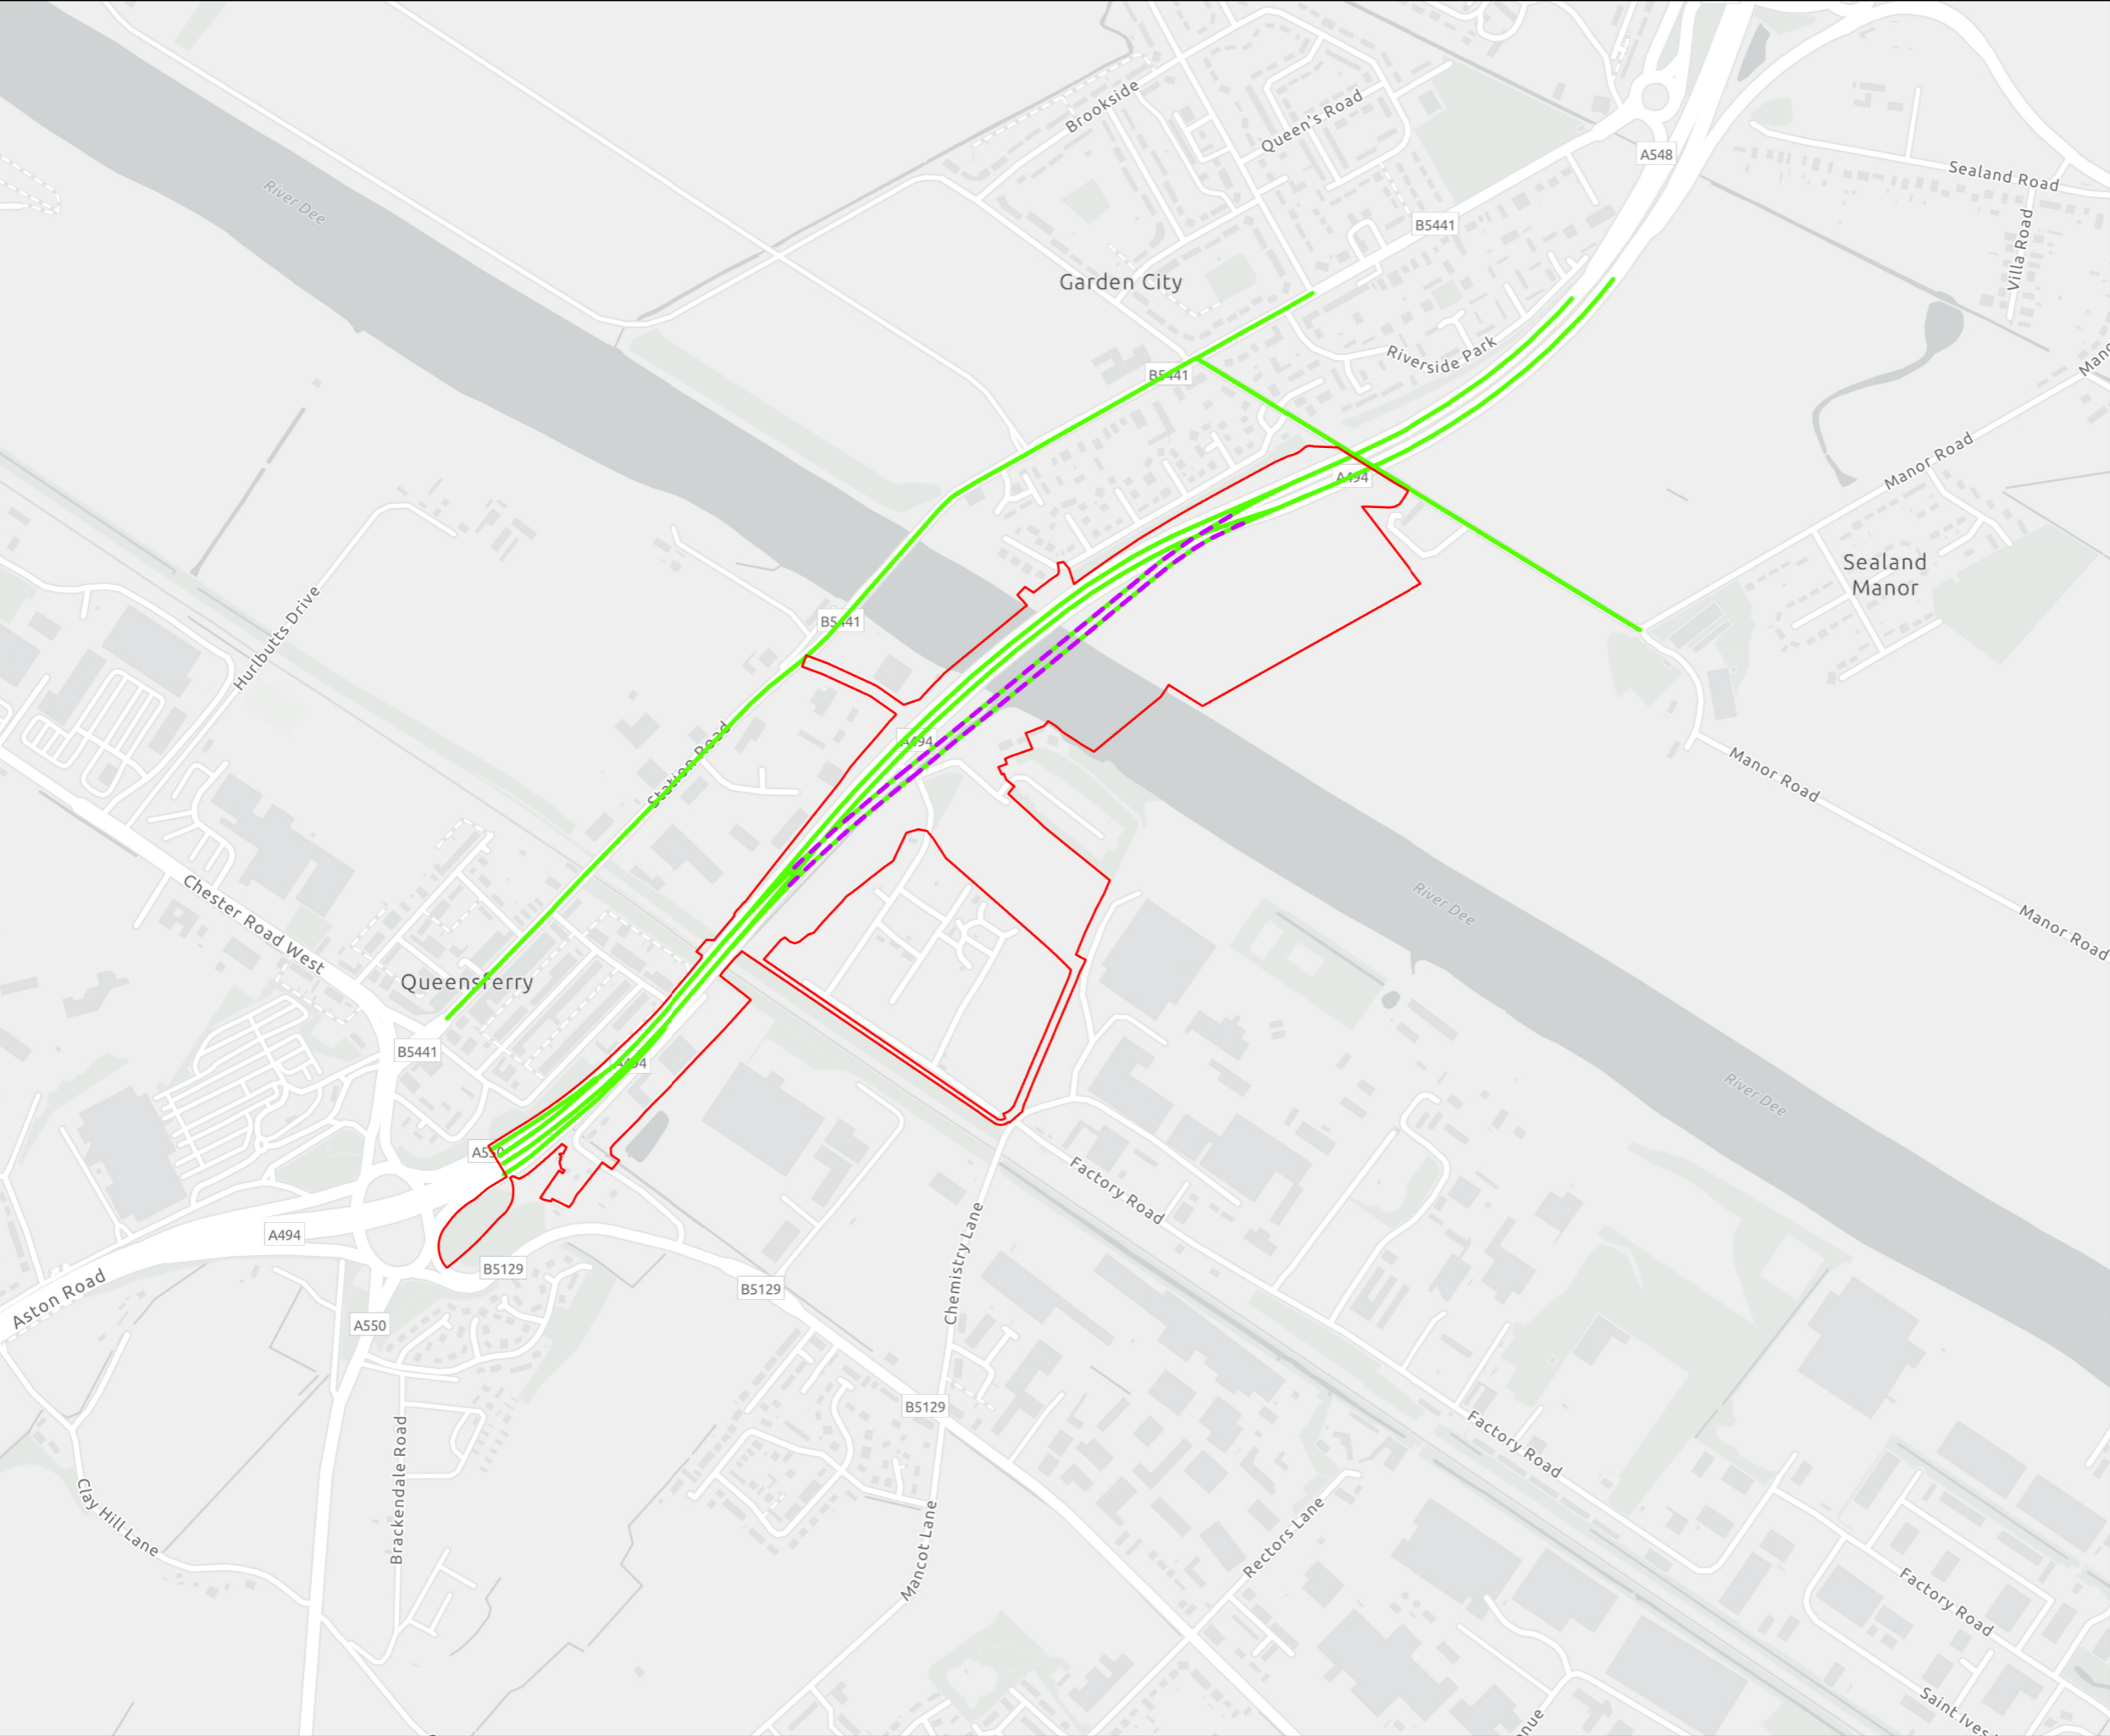 Brookside
Queen's Road
A548
Sealand Road
River Dee
B5441
Villa Road
Garden City
Riverside Park
B5441
Manor Road
A494
Sealand
Manor
Hurlbutts Drive
B5441
Station Road
A494
Manor Road
Chester Road West
River Dee
Manor Road
Queensferry
B5441
A494
River Dee
A550
Factory Road
A494
B5129
Chemistry Lane
B5129
Aston Road
A550
B5129
Brackendale Road
Factory Road
Clay Hill Lane
Mancot Lane
Rectors Lane
Factory Road